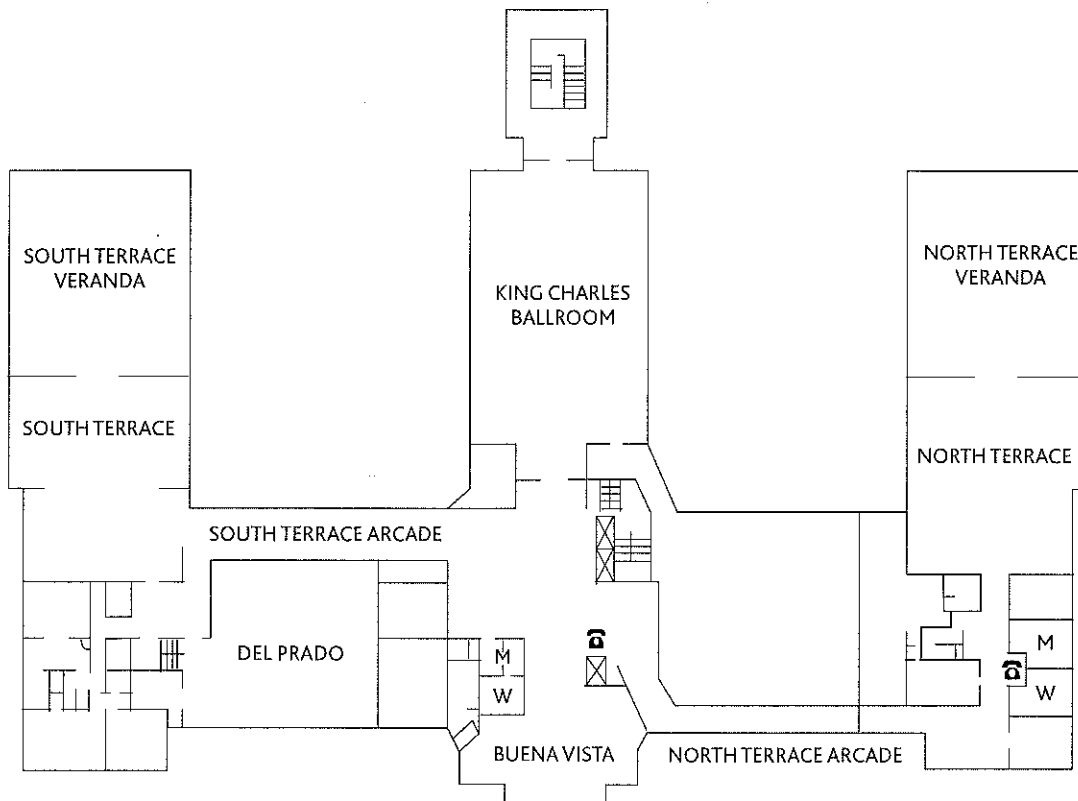 SOUTH TERRACE
VERANDA
NORTH TERRACE
VERANDA
KING CHARLES
BALLROOM
SOUTH TERRACE
NORTH TERRACE
SOUTH TERRACE ARCADE
DEL PRADO
M
W
M
W
BUENA VISTA
NORTH TERRACE ARCADE